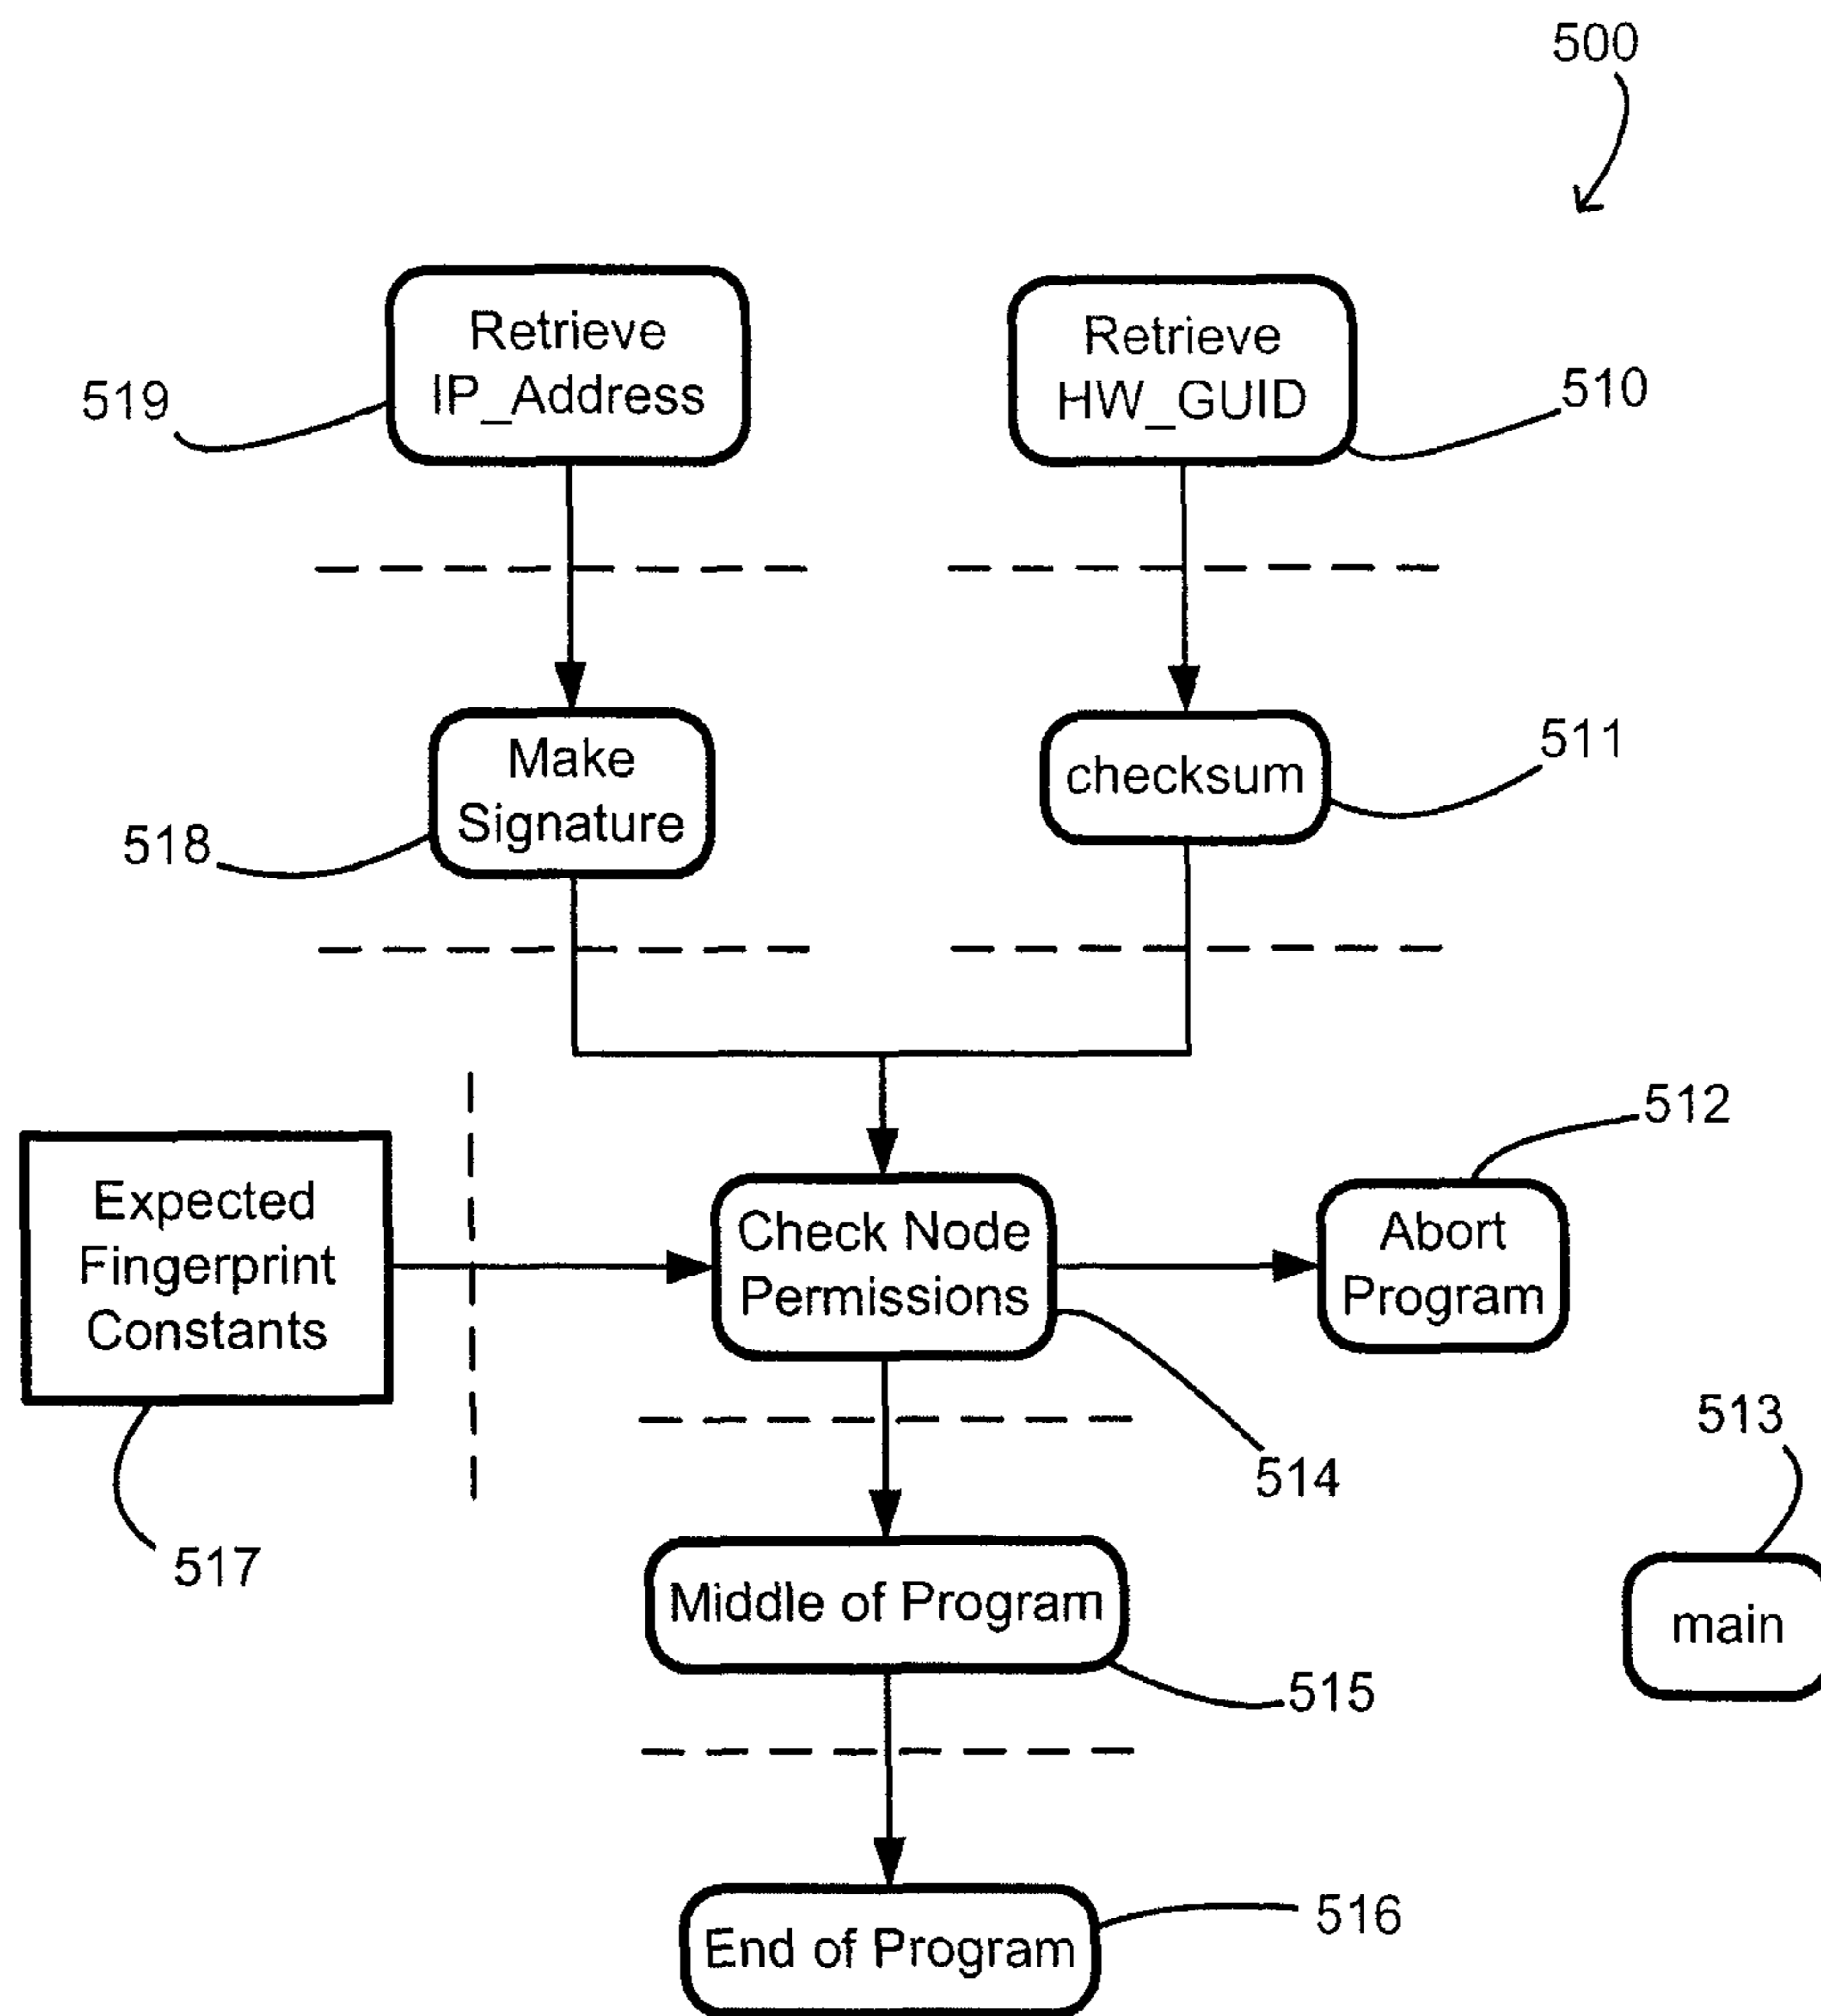 500
Retrieve
IP_Address
Retrieve
HW_GUID
519
510
Make
Signature
checksum
511
518
512
Expected
Fingerprint
Constants
Check Node
Permissions
Abort
Program
513
514
517
Middle of Program
main
515
End of Program
516